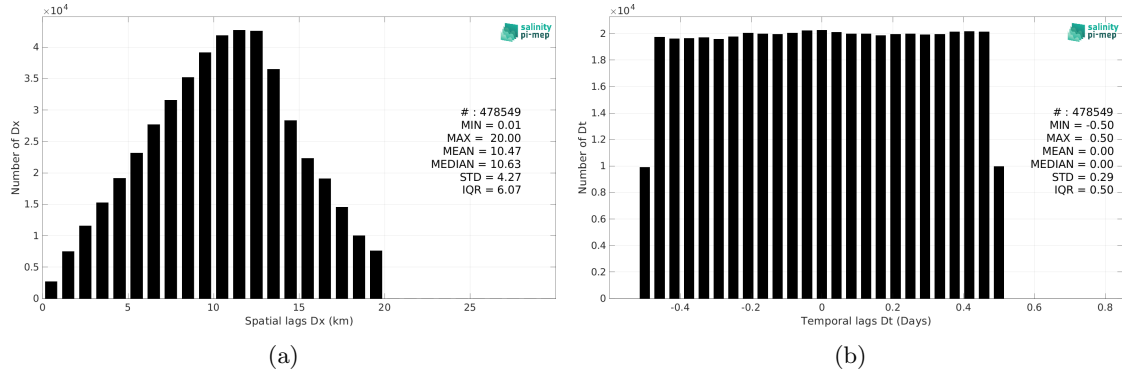 ×10⁴
4
3.5
3
2.5
2
1.5
1
0.5
0
Number of Dx
0 5 10 15 20 25
Spatial lags Dx (km)
salinity
pi-mep
# : 478549
MIN = 0.01
MAX = 20.00
MEAN = 10.47
MEDIAN = 10.63
STD = 4.27
IQR = 6.07
(a)
×10⁴
2
1.8
1.6
1.4
1.2
1
0.8
0.6
0.4
0.2
0
Number of Dt
-0.4 -0.2 0 0.2 0.4 0.6 0.8
Temporal lags Dt (Days)
salinity
pi-mep
# : 478549
MIN = -0.50
MAX = 0.50
MEAN = 0.00
MEDIAN = 0.00
STD = 0.29
IQR = 0.50
(b)